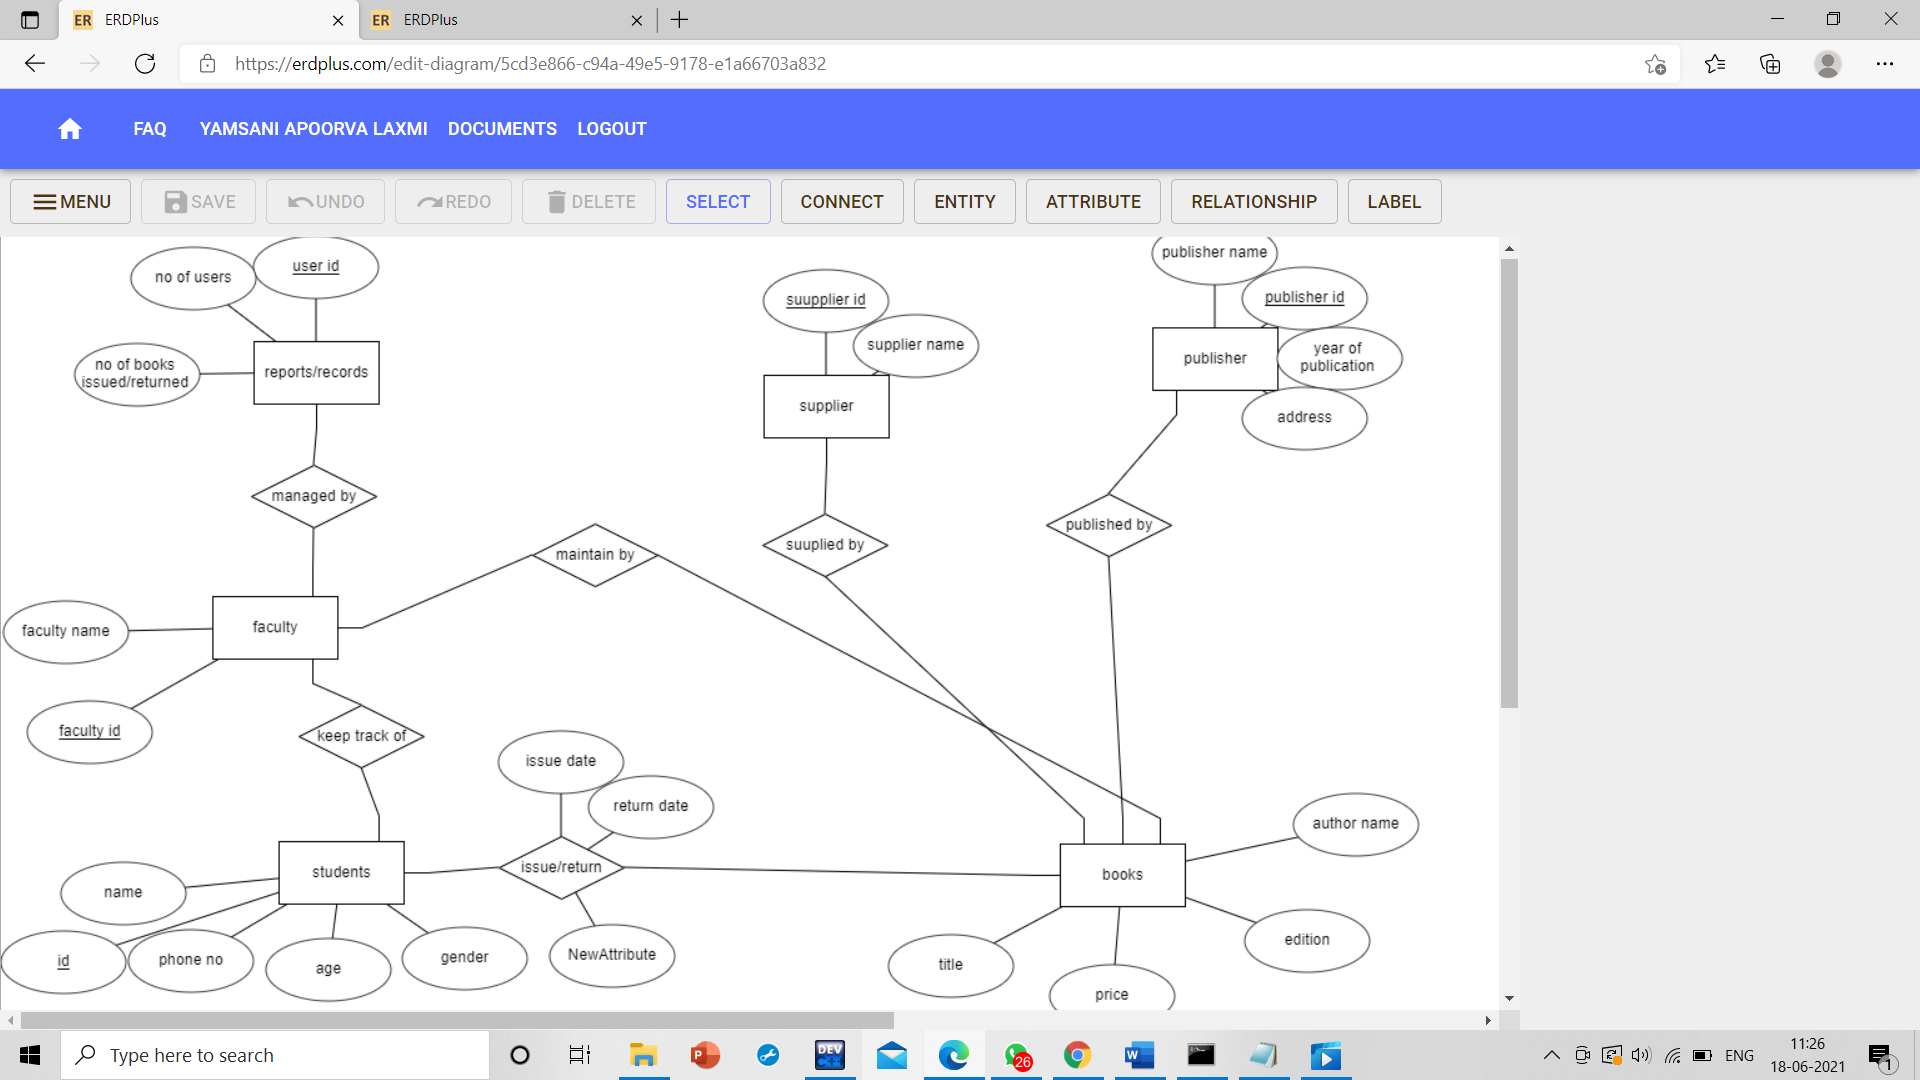 ER ERDPlus
ER ERDPlus
https://erdplus.com/edit-diagram/5cd3e866-c94a-49e5-9178-e1a66703a832
FAQ YAMSANI APOORVA LAXMI DOCUMENTS LOGOUT
MENU SAVE UNDO REDO DELETE SELECT CONNECT ENTITY ATTRIBUTE RELATIONSHIP LABEL
no of users
user id
no of books
issued/returned
reports/records
suupplier id
supplier name
supplier
publisher name
publisher id
publisher
year of
publication
address
managed by
maintain by
suuplied by
published by
faculty name
faculty
faculty id
keep track of
issue date
return date
author name
students
issue/return
books
name
id
phone no
age
gender
NewAttribute
title
price
edition
Type here to search
P
DEV
C++
26
W
ENG
11:26
18-06-2021
1